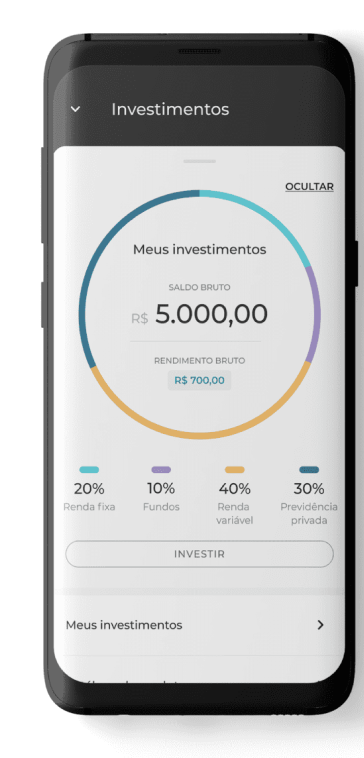 Investimentos
OCULTAR
Meus investimentos
SALDO BRUTO
R$ 5.000,00
RENDIMENTO BRUTO
R$ 700,00
20% 10% 40% 30%
Renda fixa Fundos Renda variável Previdência privada
INVESTIR
Meus investimentos